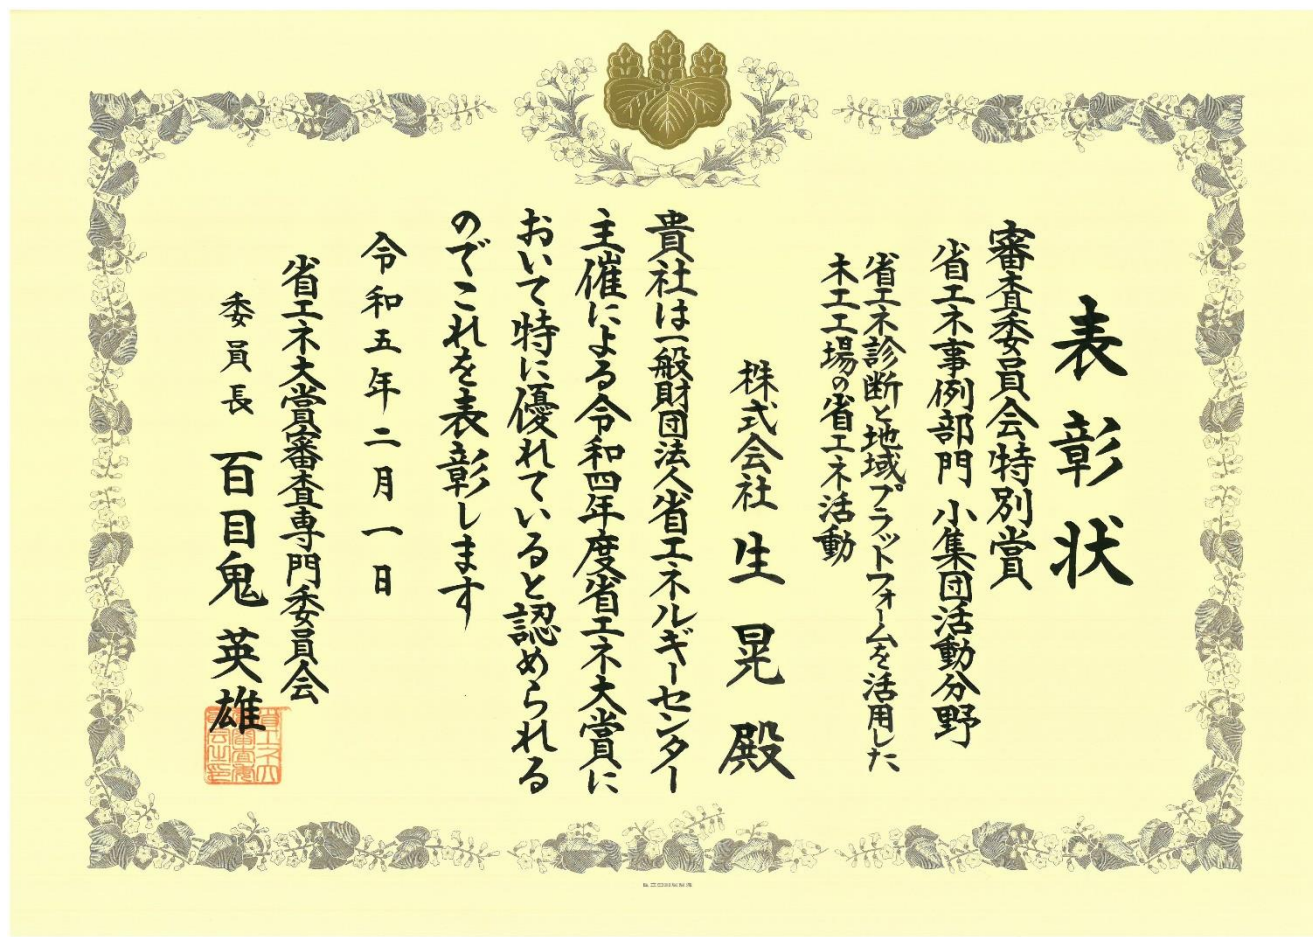 表彰状
審査委員会特別賞
省エネ事例部門 小集団活動分野
省エネ診断と地域プラットフォームを活用した
木工工場の省エネ活動
株式会社 生晃 殿
貴社は一般財団法人省エネルギーセンター
主催による令和四年度省エネ大賞に
おいて特に優れていると認められる
のでこれを表彰します
令和五年二月一日
省エネ大賞審査専門委員会
委員長 百目鬼 英雄